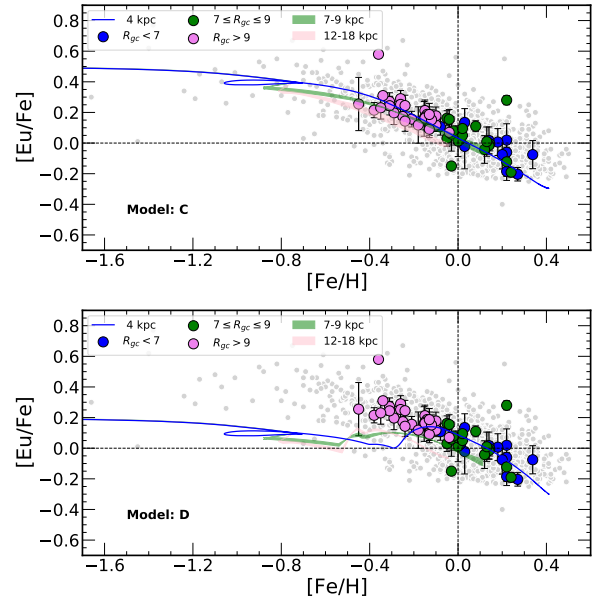 4 kpc 7 ≤ R_gc ≤ 9 7-9 kpc
R_gc < 7 R_gc > 9 12-18 kpc
0.8
0.6
0.4
0.2
0.0
−0.2
−0.4
−0.6
[Eu/Fe]
Model: C
−1.6 −1.2 −0.8 −0.4 0.0 0.4
[Fe/H]
4 kpc 7 ≤ R_gc ≤ 9 7-9 kpc
R_gc < 7 R_gc > 9 12-18 kpc
0.8
0.6
0.4
0.2
0.0
−0.2
−0.4
−0.6
[Eu/Fe]
Model: D
−1.6 −1.2 −0.8 −0.4 0.0 0.4
[Fe/H]